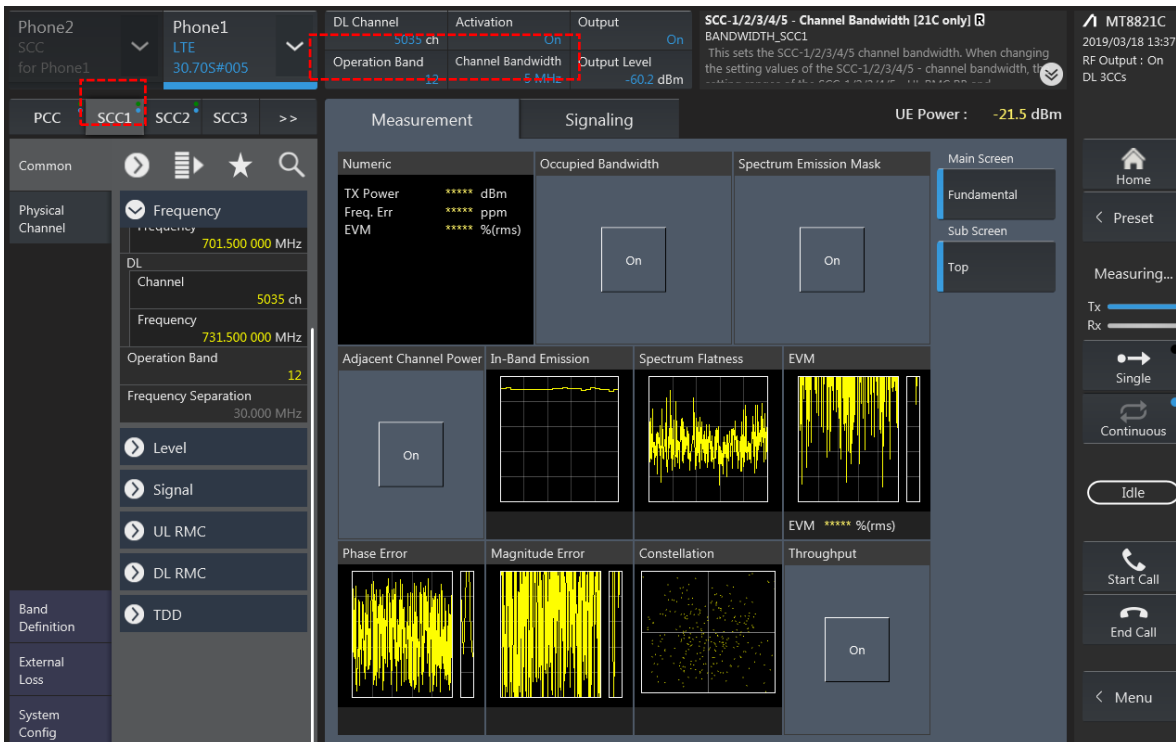 Phone2
SCC
for Phone1
Phone1
LTE
30.70S#005
DL Channel
5035 ch
Activation
On
Output
On
Operation Band
12
Channel Bandwidth
5 MHz
Output Level
-60.2 dBm
SCC-1/2/3/4/5 - Channel Bandwidth [21C only] R
BANDWIDTH_SCC1
This sets the SCC-1/2/3/4/5 channel bandwidth. When changing
the setting values of the SCC-1/2/3/4/5 - channel bandwidth,
MT8821C
2019/03/18 13:37
RF Output : On
DL 3CCs
PCC SCC1 SCC2 SCC3 >>
Measurement
Signaling
UE Power : -21.5 dBm
Common
Physical
Channel
Frequency
701.500 000 MHz
DL
Channel
5035 ch
Frequency
731.500 000 MHz
Operation Band
12
Frequency Separation
30.000 MHz
Level
Signal
UL RMC
DL RMC
TDD
Band
Definition
External
Loss
System
Config
Numeric
TX Power ***** dBm
Freq. Err ***** ppm
EVM ***** %(rms)
Occupied Bandwidth
On
Spectrum Emission Mask
On
Main Screen
Fundamental
Sub Screen
Top
Adjacent Channel Power
On
In-Band Emission
Spectrum Flatness
EVM
EVM ***** %(rms)
Phase Error
Magnitude Error
Constellation
Throughput
On
Home
< Preset
Measuring...
Tx
Rx
Single
Continuous
Idle
Start Call
End Call
< Menu